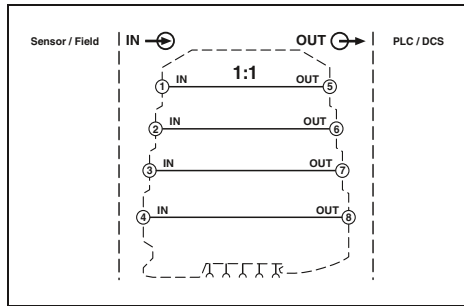 Sensor / Field IN OUT PLC / DCS
1:1
1 IN OUT 5
2 IN OUT 6
3 IN OUT 7
4 IN OUT 8